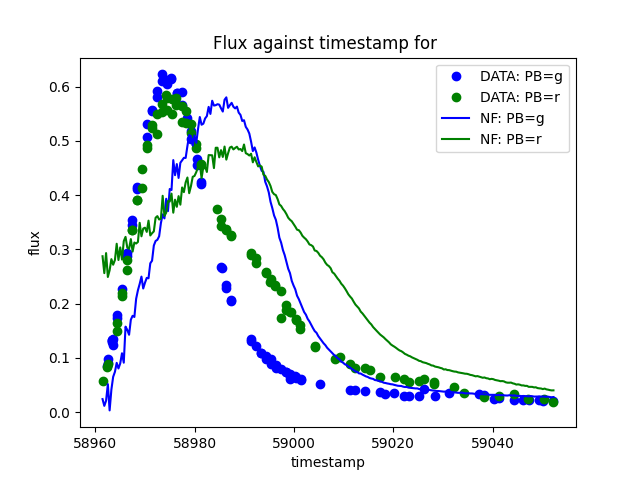 Flux against timestamp for
DATA: PB=g
DATA: PB=r
NF: PB=g
NF: PB=r
flux
0.6
0.5
0.4
0.3
0.2
0.1
0.0
58960 58980 59000 59020 59040
timestamp